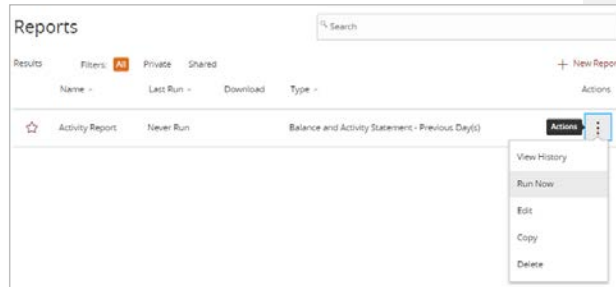 Reports
Search
Results Filters: All Private Shared + New Repor
Name Last Run Download Type Actions
Activity Report Never Run Balance and Activity Statement - Previous Day(s) Actions
View History
Run Now
Edit
Copy
Delete